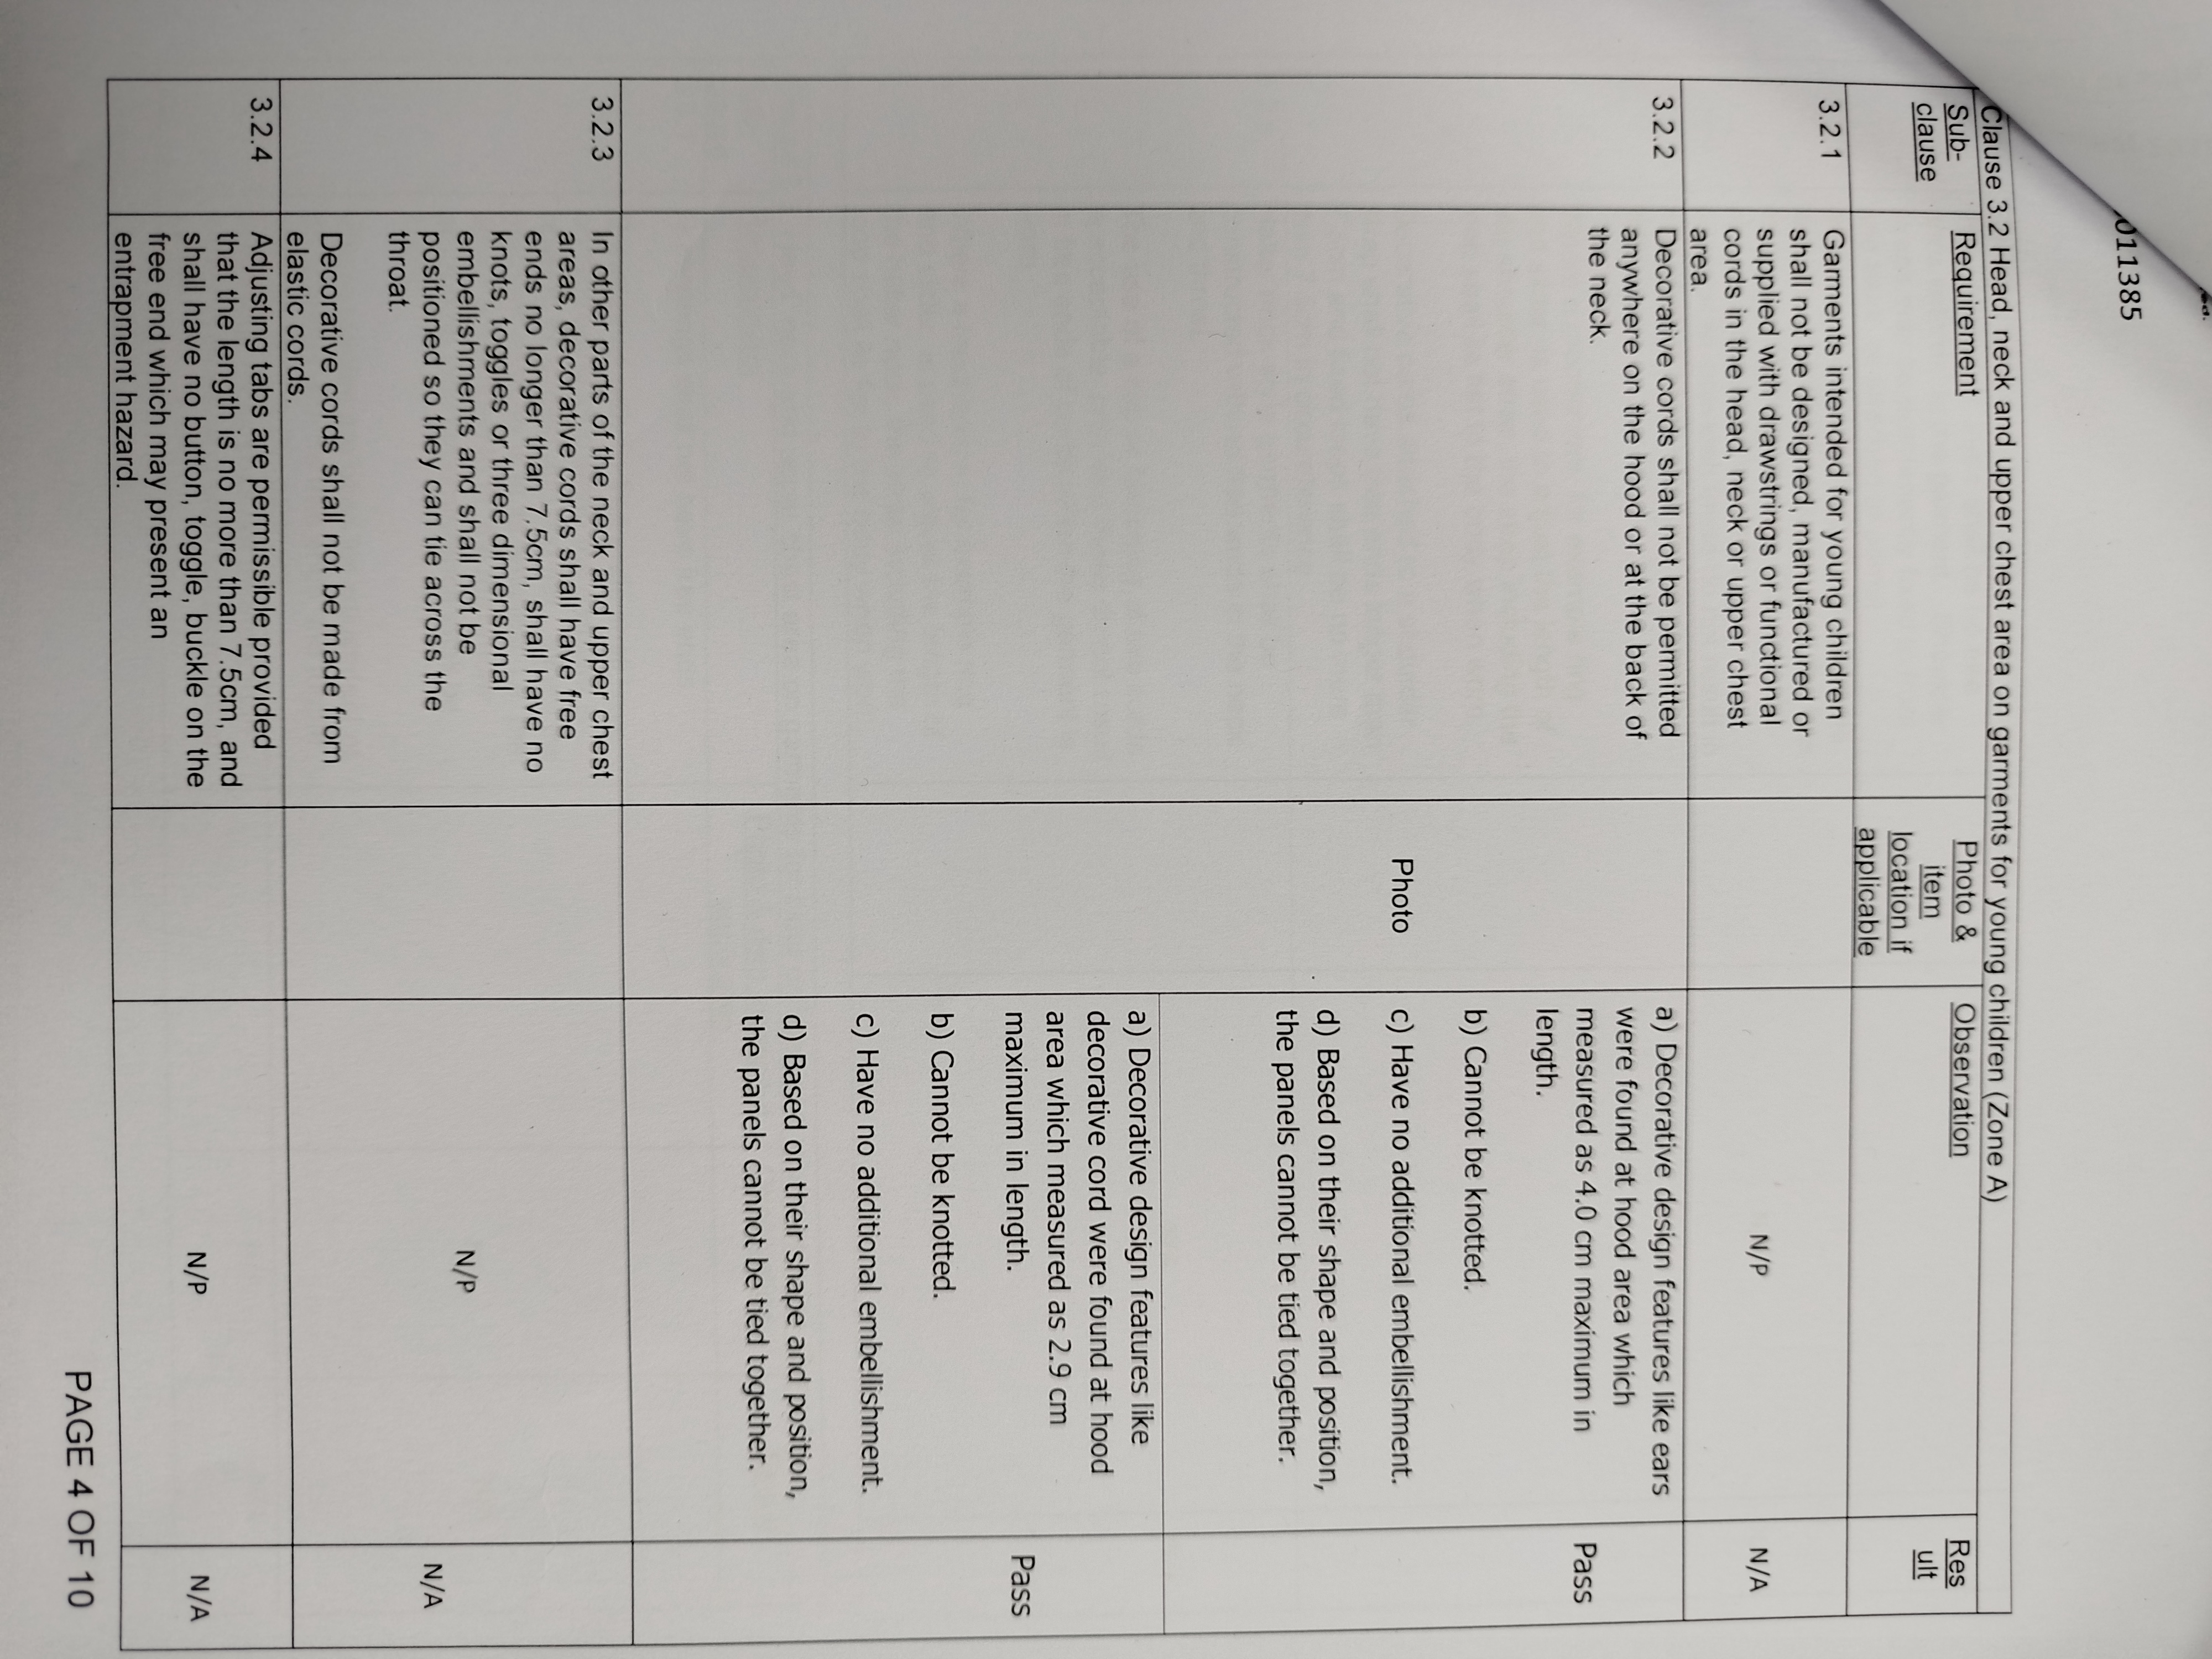 011385
Clause 3.2 Head, neck and upper chest area on garments for young children (Zone A)
Sub-
clause
Requirement
Photo &
item
location if
applicable
Observation
Res
ult
3.2.1
Garments intended for young children
shall not be designed, manufactured or
supplied with drawstrings or functional
cords in the head, neck or upper chest
area.
N/P
N/A
3.2.2
Decorative cords shall not be permitted
anywhere on the hood or at the back of
the neck.
Photo
a) Decorative design features like ears
were found at hood area which
measured as 4.0 cm maximum in
length.
b) Cannot be knotted.
c) Have no additional embellishment.
d) Based on their shape and position,
the panels cannot be tied together.
Pass
a) Decorative design features like
decorative cord were found at hood
area which measured as 2.9 cm
maximum in length.
b) Cannot be knotted.
c) Have no additional embellishment.
d) Based on their shape and position,
the panels cannot be tied together.
Pass
3.2.3
In other parts of the neck and upper chest
areas, decorative cords shall have free
ends no longer than 7.5cm, shall have no
knots, toggles or three dimensional
embellishments and shall not be
positioned so they can tie across the
throat.
Decorative cords shall not be made from
elastic cords.
N/P
N/A
3.2.4
Adjusting tabs are permissible provided
that the length is no more than 7.5cm, and
shall have no button, toggle, buckle on the
free end which may present an
entrapment hazard.
N/P
N/A
PAGE 4 OF 10